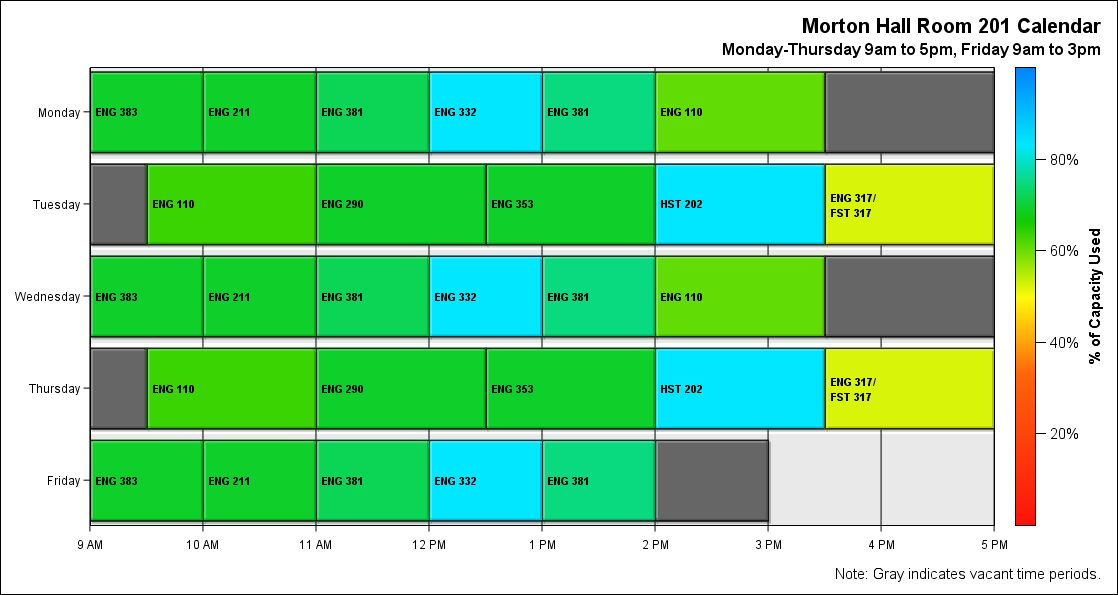 Morton Hall Room 201 Calendar
Monday-Thursday 9am to 5pm, Friday 9am to 3pm
Monday
ENG 383
ENG 211
ENG 381
ENG 332
ENG 381
ENG 110
Tuesday
ENG 110
ENG 290
ENG 353
HST 202
ENG 317/
FST 317
Wednesday
ENG 383
ENG 211
ENG 381
ENG 332
ENG 381
ENG 110
Thursday
ENG 110
ENG 290
ENG 353
HST 202
ENG 317/
FST 317
Friday
ENG 383
ENG 211
ENG 381
ENG 332
ENG 381
9 AM
10 AM
11 AM
12 PM
1 PM
2 PM
3 PM
4 PM
5 PM
80%
60%
40%
20%
% of Capacity Used
Note: Gray indicates vacant time periods.